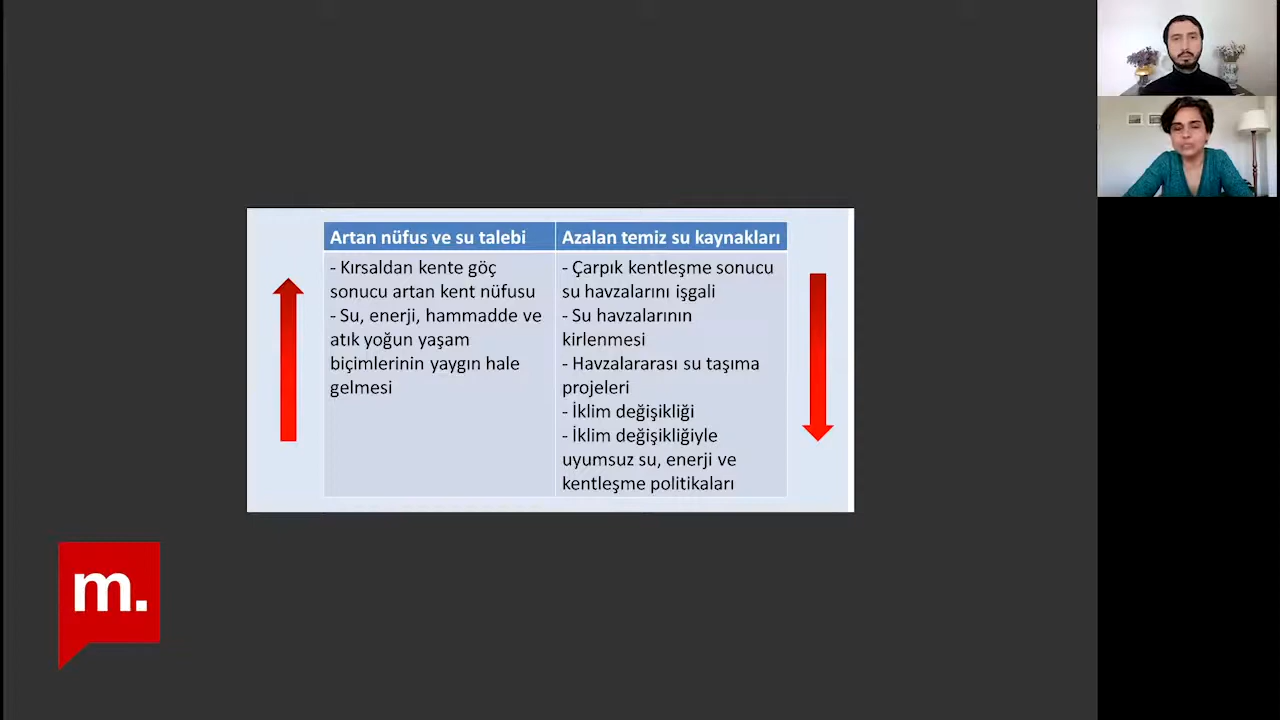 Artan nüfus ve su talebi
- Kırsaldan kente göç
sonucu artan kent nüfusu
- Su, enerji, hammadde ve
atık yoğun yaşam
biçimlerinin yaygın hale
gelmesi
Azalan temiz su kaynakları
- Çarpık kentleşme sonucu
su havzalarını işgali
- Su havzalarının
kirlenmesi
- Havzalararası su taşıma
projeleri
- İklim değişikliği
- İklim değişikliğiyle
uyumsuz su, enerji ve
kentleşme politikaları
m.